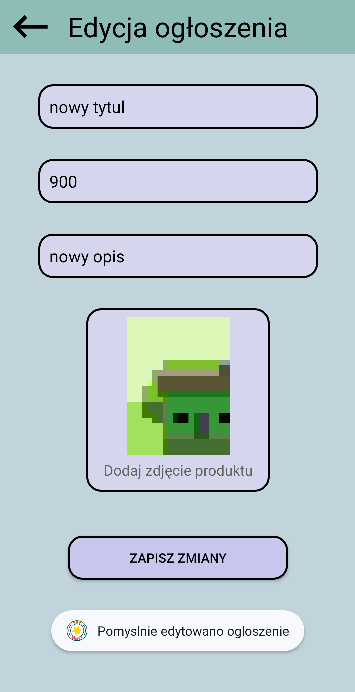 Edycja ogłoszenia
nowy tytul
900
nowy opis
Dodaj zdjęcie produktu
ZAPISZ ZMIANY
Pomyslnie edytowano ogloszenie